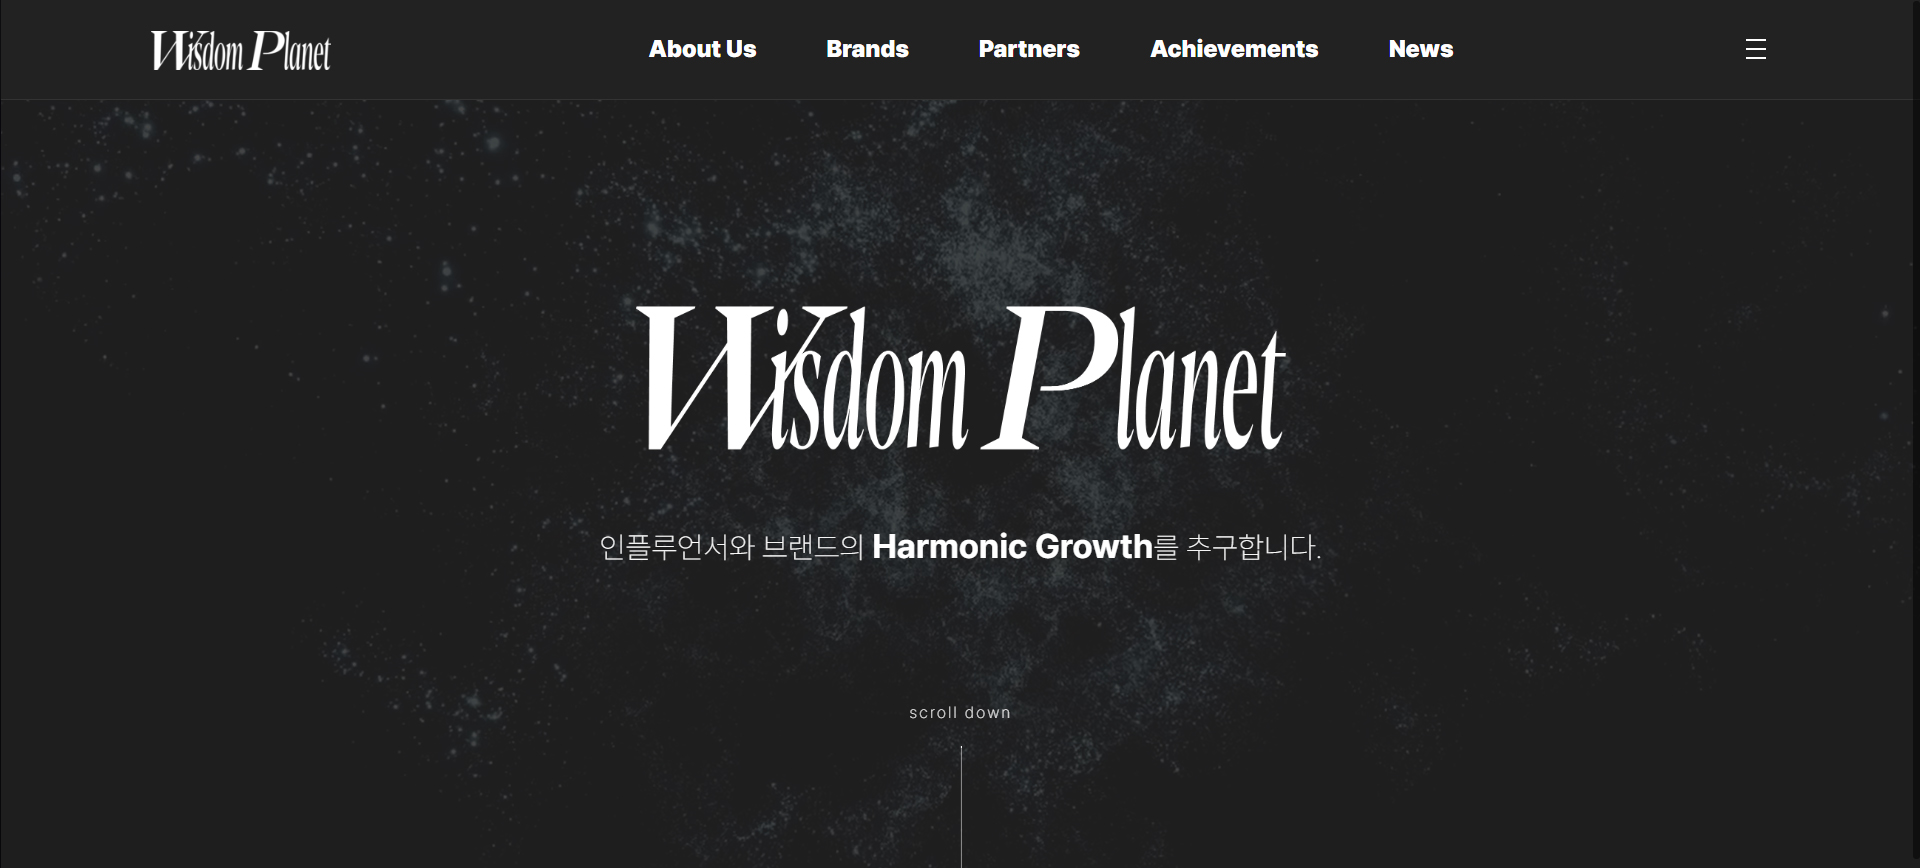 Wisdom Planet
About Us
Brands
Partners
Achievements
News
Wisdom Planet
인플루언서와 브랜드의 Harmonic Growth를 추구합니다.
scroll down